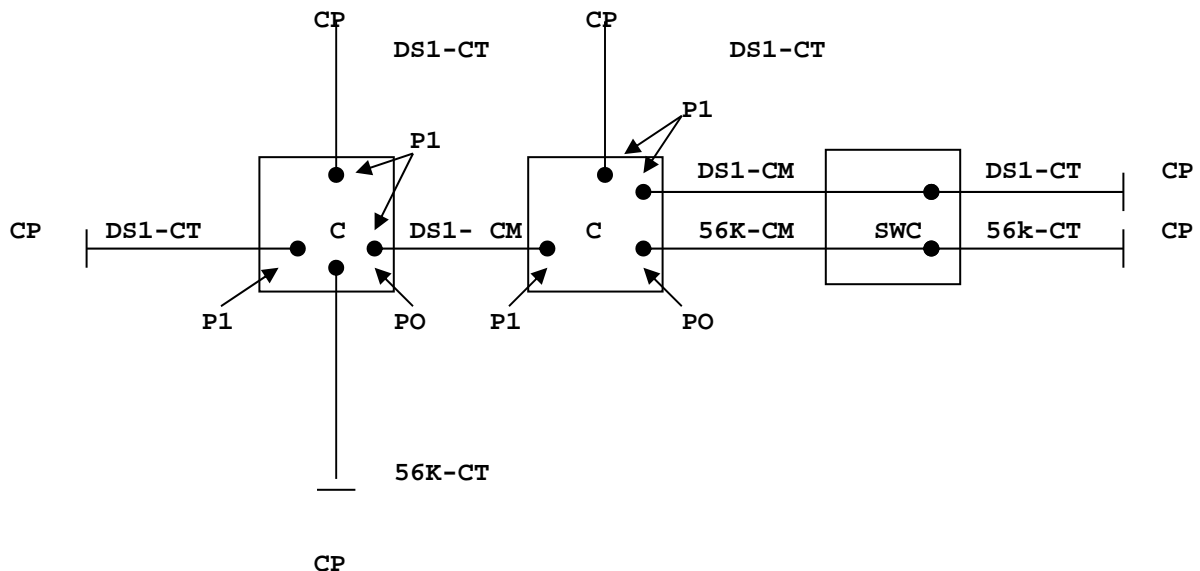 CP CP
DS1-CT DS1-CT
P1
P1
DS1-CM DS1-CT CP
CP DS1-CT C DS1- CM C 56K-CM SWC 56k-CT CP
P1 PO P1 PO
56K-CT
CP